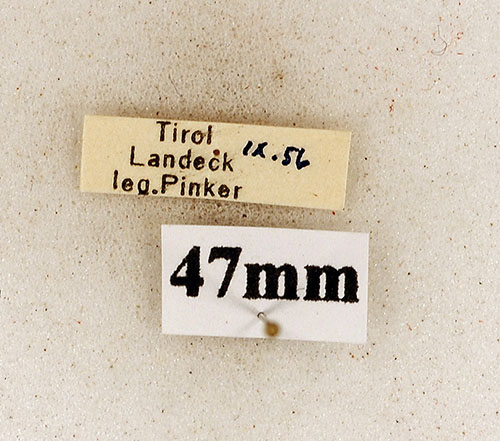 Tirol
Landeck IX.56
leg.Pinker
47mm